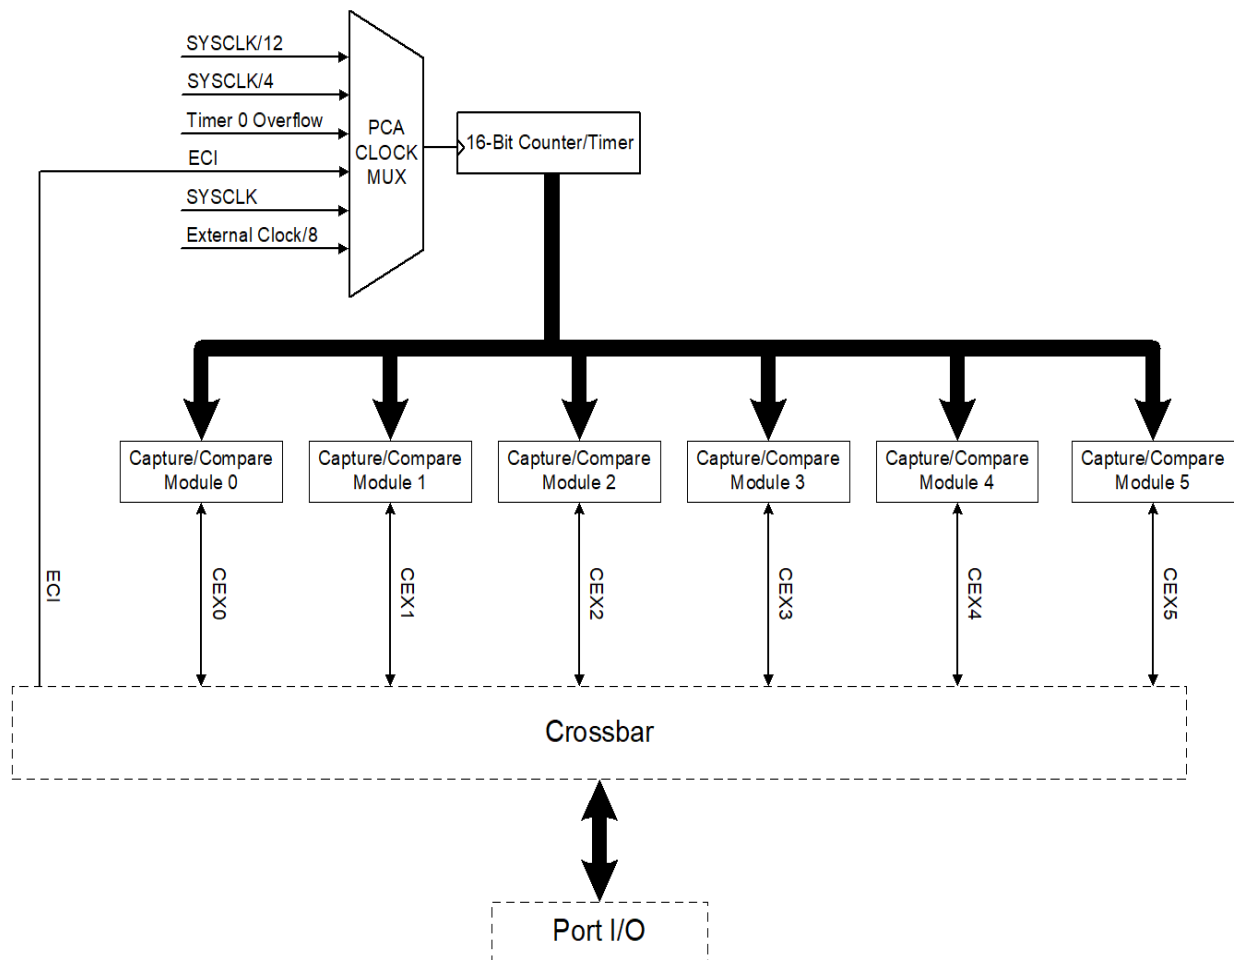 SYSCLK/12
SYSCLK/4
Timer 0 Overflow
ECI
SYSCLK
External Clock/8
PCA
CLOCK
MUX
16-Bit Counter/Timer
Capture/Compare
Module 0
Capture/Compare
Module 1
Capture/Compare
Module 2
Capture/Compare
Module 3
Capture/Compare
Module 4
Capture/Compare
Module 5
ECI
CEX0
CEX1
CEX2
CEX3
CEX4
CEX5
Crossbar
Port I/O